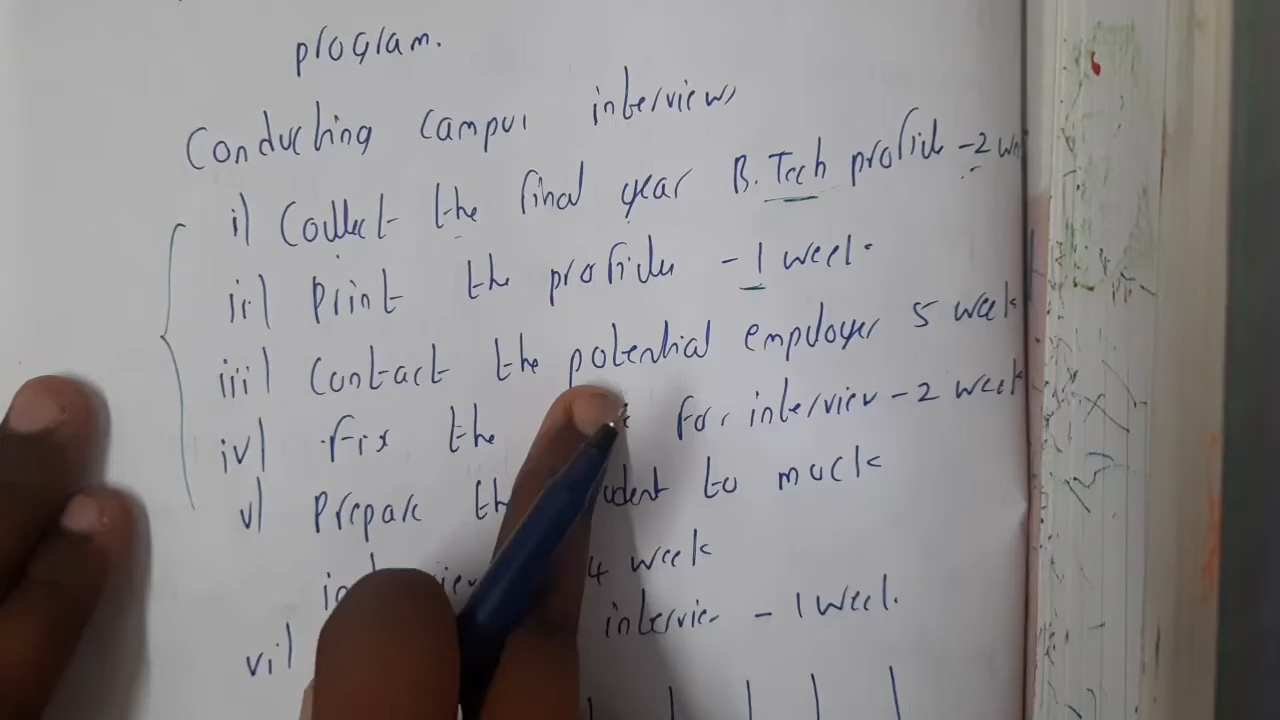 program.
Conducting campus interviews
i) Collect the final year B.Tech profile - 2
ii) Print the profiles - 1 week.
iii) Contact the potential employer 5 week
iv) Fix the for interview - 2 week
v) Prepare the to mock
4 week
vi) interview - 1 week.